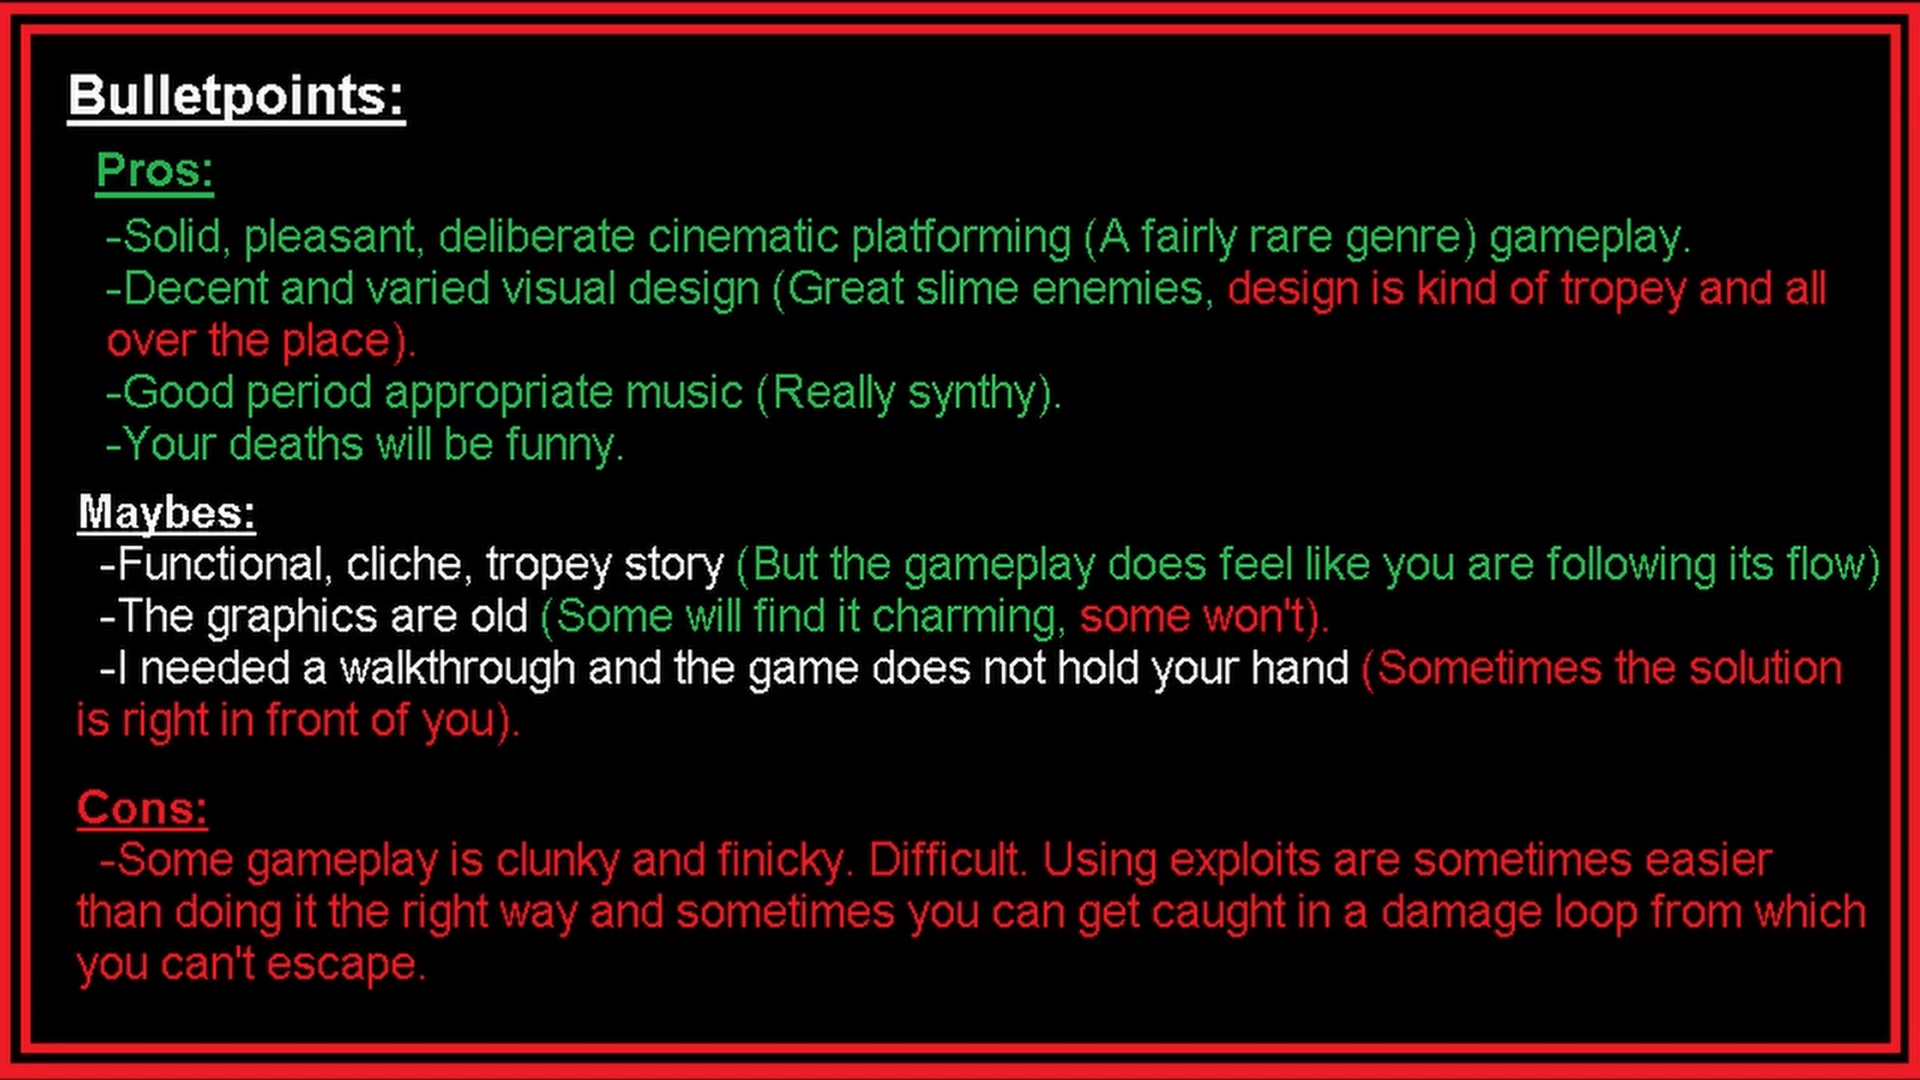 Bulletpoints:
Pros:
-Solid, pleasant, deliberate cinematic platforming (A fairly rare genre) gameplay.
-Decent and varied visual design (Great slime enemies, design is kind of tropey and all
over the place).
-Good period appropriate music (Really synthy).
-Your deaths will be funny.
Maybes:
-Functional, cliche, tropey story (But the gameplay does feel like you are following its flow)
-The graphics are old (Some will find it charming, some won't).
-I needed a walkthrough and the game does not hold your hand (Sometimes the solution
is right in front of you).
Cons:
-Some gameplay is clunky and finicky. Difficult. Using exploits are sometimes easier
than doing it the right way and sometimes you can get caught in a damage loop from which
you can't escape.